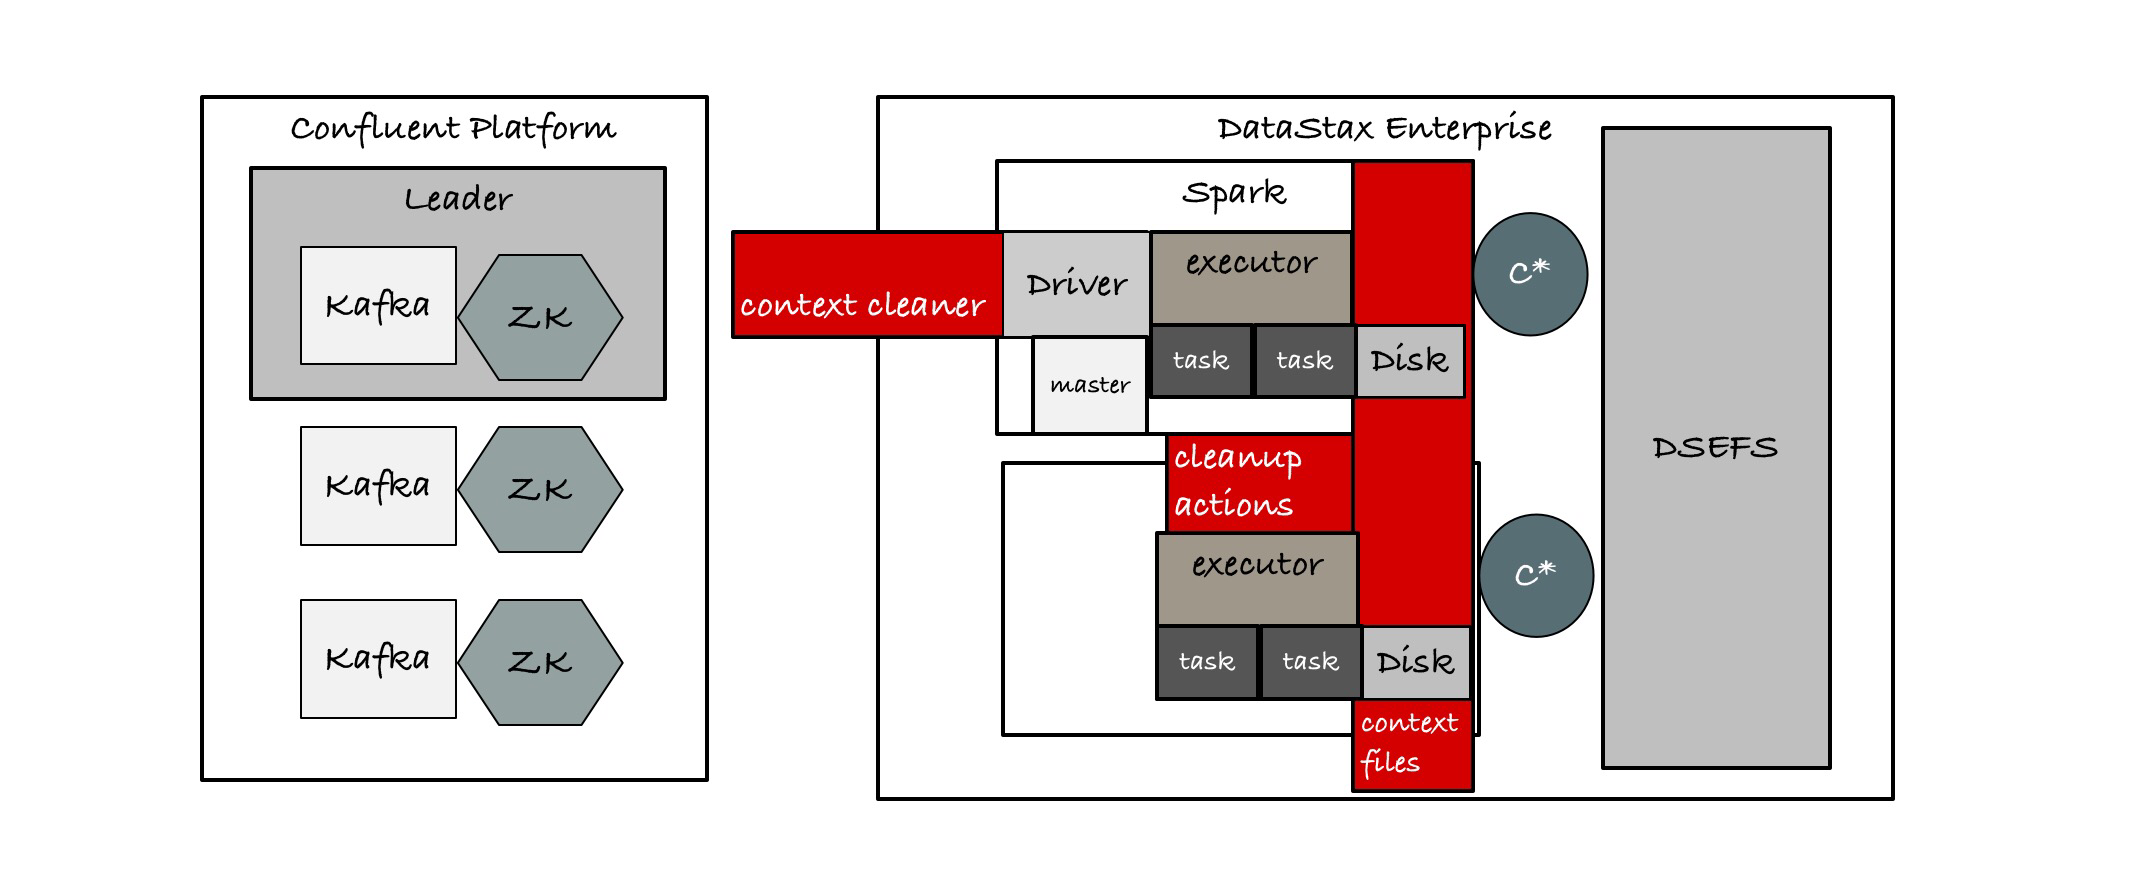 Confluent Platform
Leader
Kafka
ZK
Kafka
ZK
Kafka
ZK
DataStax Enterprise
Spark
context cleaner
Driver
executor
master
task
task
Disk
C*
cleanup
actions
executor
task
task
Disk
C*
context
files
DSEFS